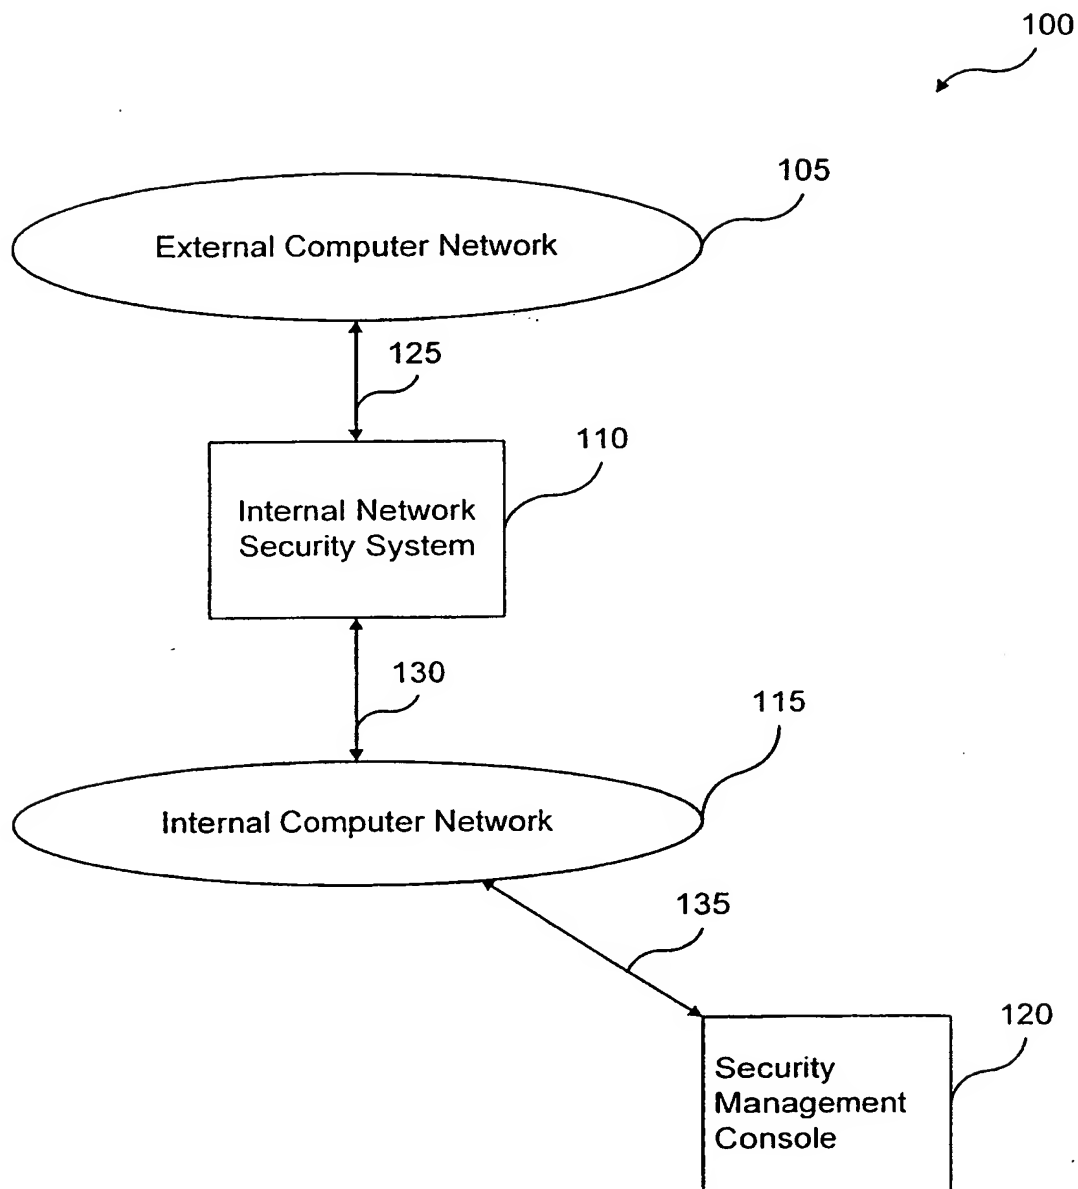 100
105
External Computer Network
125
110
Internal Network
Security System
130
115
Internal Computer Network
135
120
Security
Management
Console